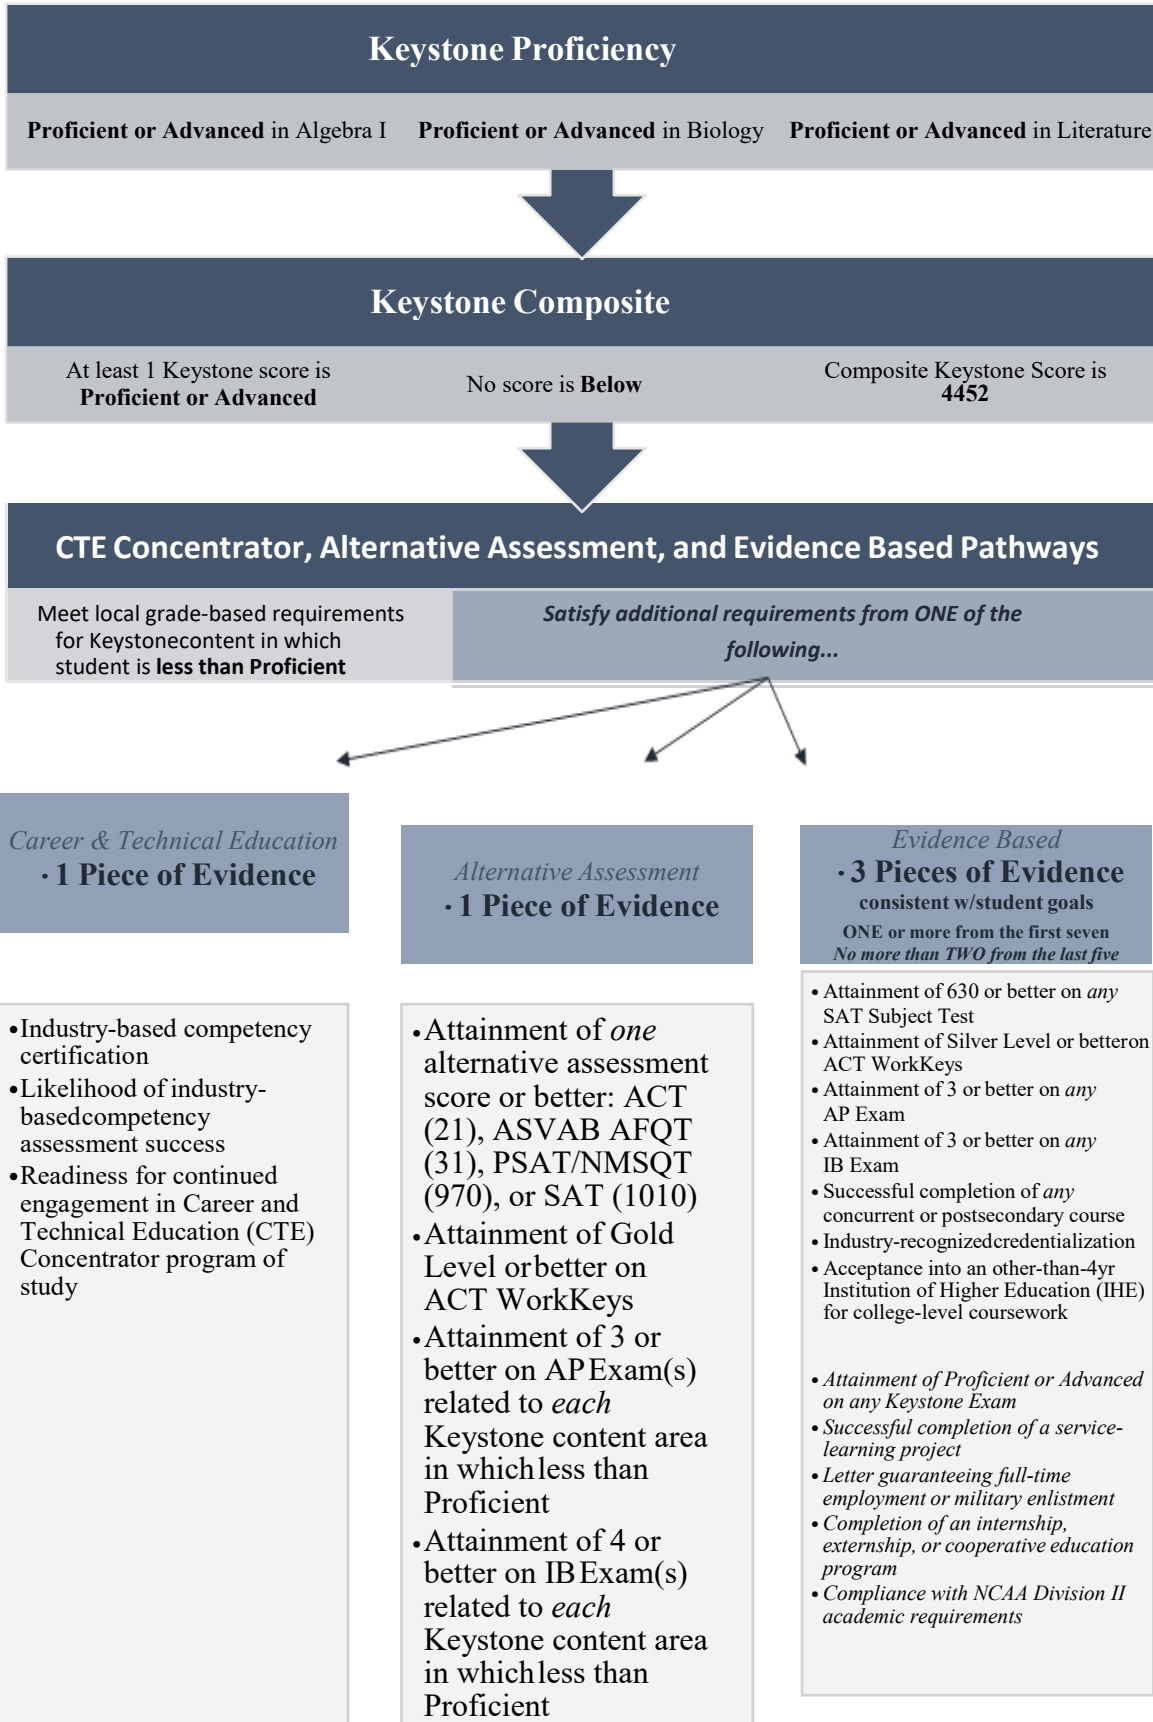 Keystone Proficiency
Proficient or Advanced in Algebra I
Proficient or Advanced in Biology
Proficient or Advanced in Literature
Keystone Composite
At least 1 Keystone score is
Proficient or Advanced
No score is Below
Composite Keystone Score is
4452
CTE Concentrator, Alternative Assessment, and Evidence Based Pathways
Meet local grade-based requirements
for Keystonecontent in which
student is less than Proficient
Satisfy additional requirements from ONE of the
following...
Career & Technical Education
· 1 Piece of Evidence
•Industry-based competency
certification
•Likelihood of industry-
basedcompetency
assessment success
•Readiness for continued
engagement in Career and
Technical Education (CTE)
Concentrator program of
study
Alternative Assessment
· 1 Piece of Evidence
•Attainment of one
alternative assessment
score or better: ACT
(21), ASVAB AFQT
(31), PSAT/NMSQT
(970), or SAT (1010)
•Attainment of Gold
Level orbetter on
ACT WorkKeys
•Attainment of 3 or
better on APExam(s)
related to each
Keystone content area
in whichless than
Proficient
•Attainment of 4 or
better on IBExam(s)
related to each
Keystone content area
in whichless than
Proficient
Evidence Based
· 3 Pieces of Evidence
consistent w/student goals
ONE or more from the first seven
No more than TWO from the last five
• Attainment of 630 or better on any
SAT Subject Test
• Attainment of Silver Level or betteron
ACT WorkKeys
• Attainment of 3 or better on any
AP Exam
• Attainment of 3 or better on any
IB Exam
• Successful completion of any
concurrent or postsecondary course
• Industry-recognizedcredentialization
• Acceptance into an other-than-4yr
Institution of Higher Education (IHE)
for college-level coursework
• Attainment of Proficient or Advanced
on any Keystone Exam
• Successful completion of a service-
learning project
• Letter guaranteeing full-time
employment or military enlistment
• Completion of an internship,
externship, or cooperative education
program
• Compliance with NCAA Division II
academic requirements